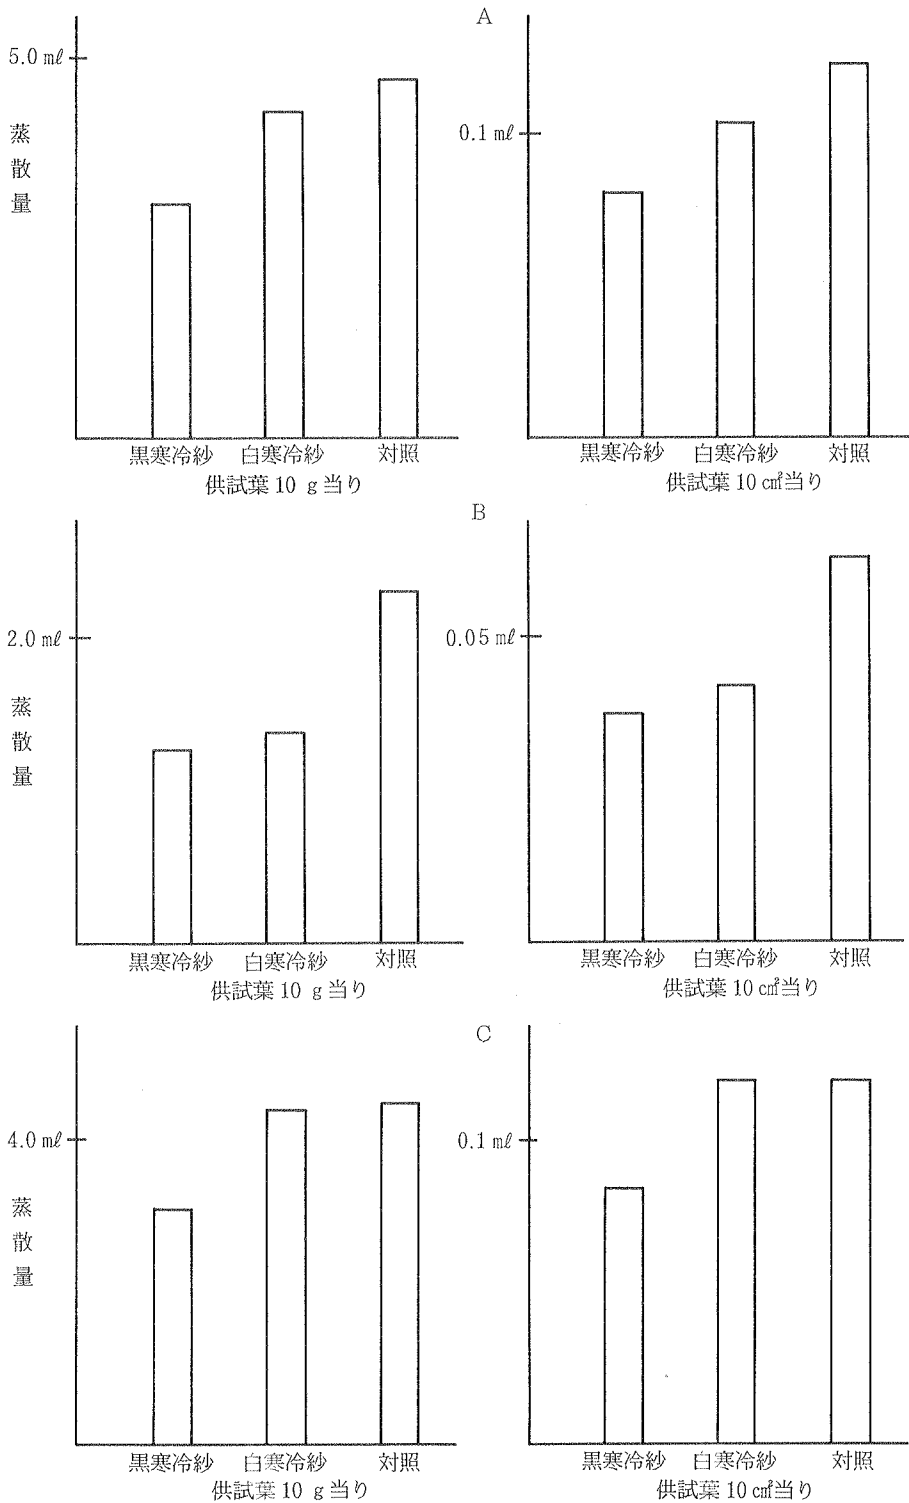 A
5.0 ㎖
蒸散量
黒寒冷紗 白寒冷紗 対照
供試葉 10 g 当り
0.1 ㎖
黒寒冷紗 白寒冷紗 対照
供試葉 10 ㎠当り
B
2.0 ㎖
蒸散量
黒寒冷紗 白寒冷紗 対照
供試葉 10 g 当り
0.05 ㎖
黒寒冷紗 白寒冷紗 対照
供試葉 10 ㎠当り
C
4.0 ㎖
蒸散量
黒寒冷紗 白寒冷紗 対照
供試葉 10 g 当り
0.1 ㎖
黒寒冷紗 白寒冷紗 対照
供試葉 10 ㎠当り